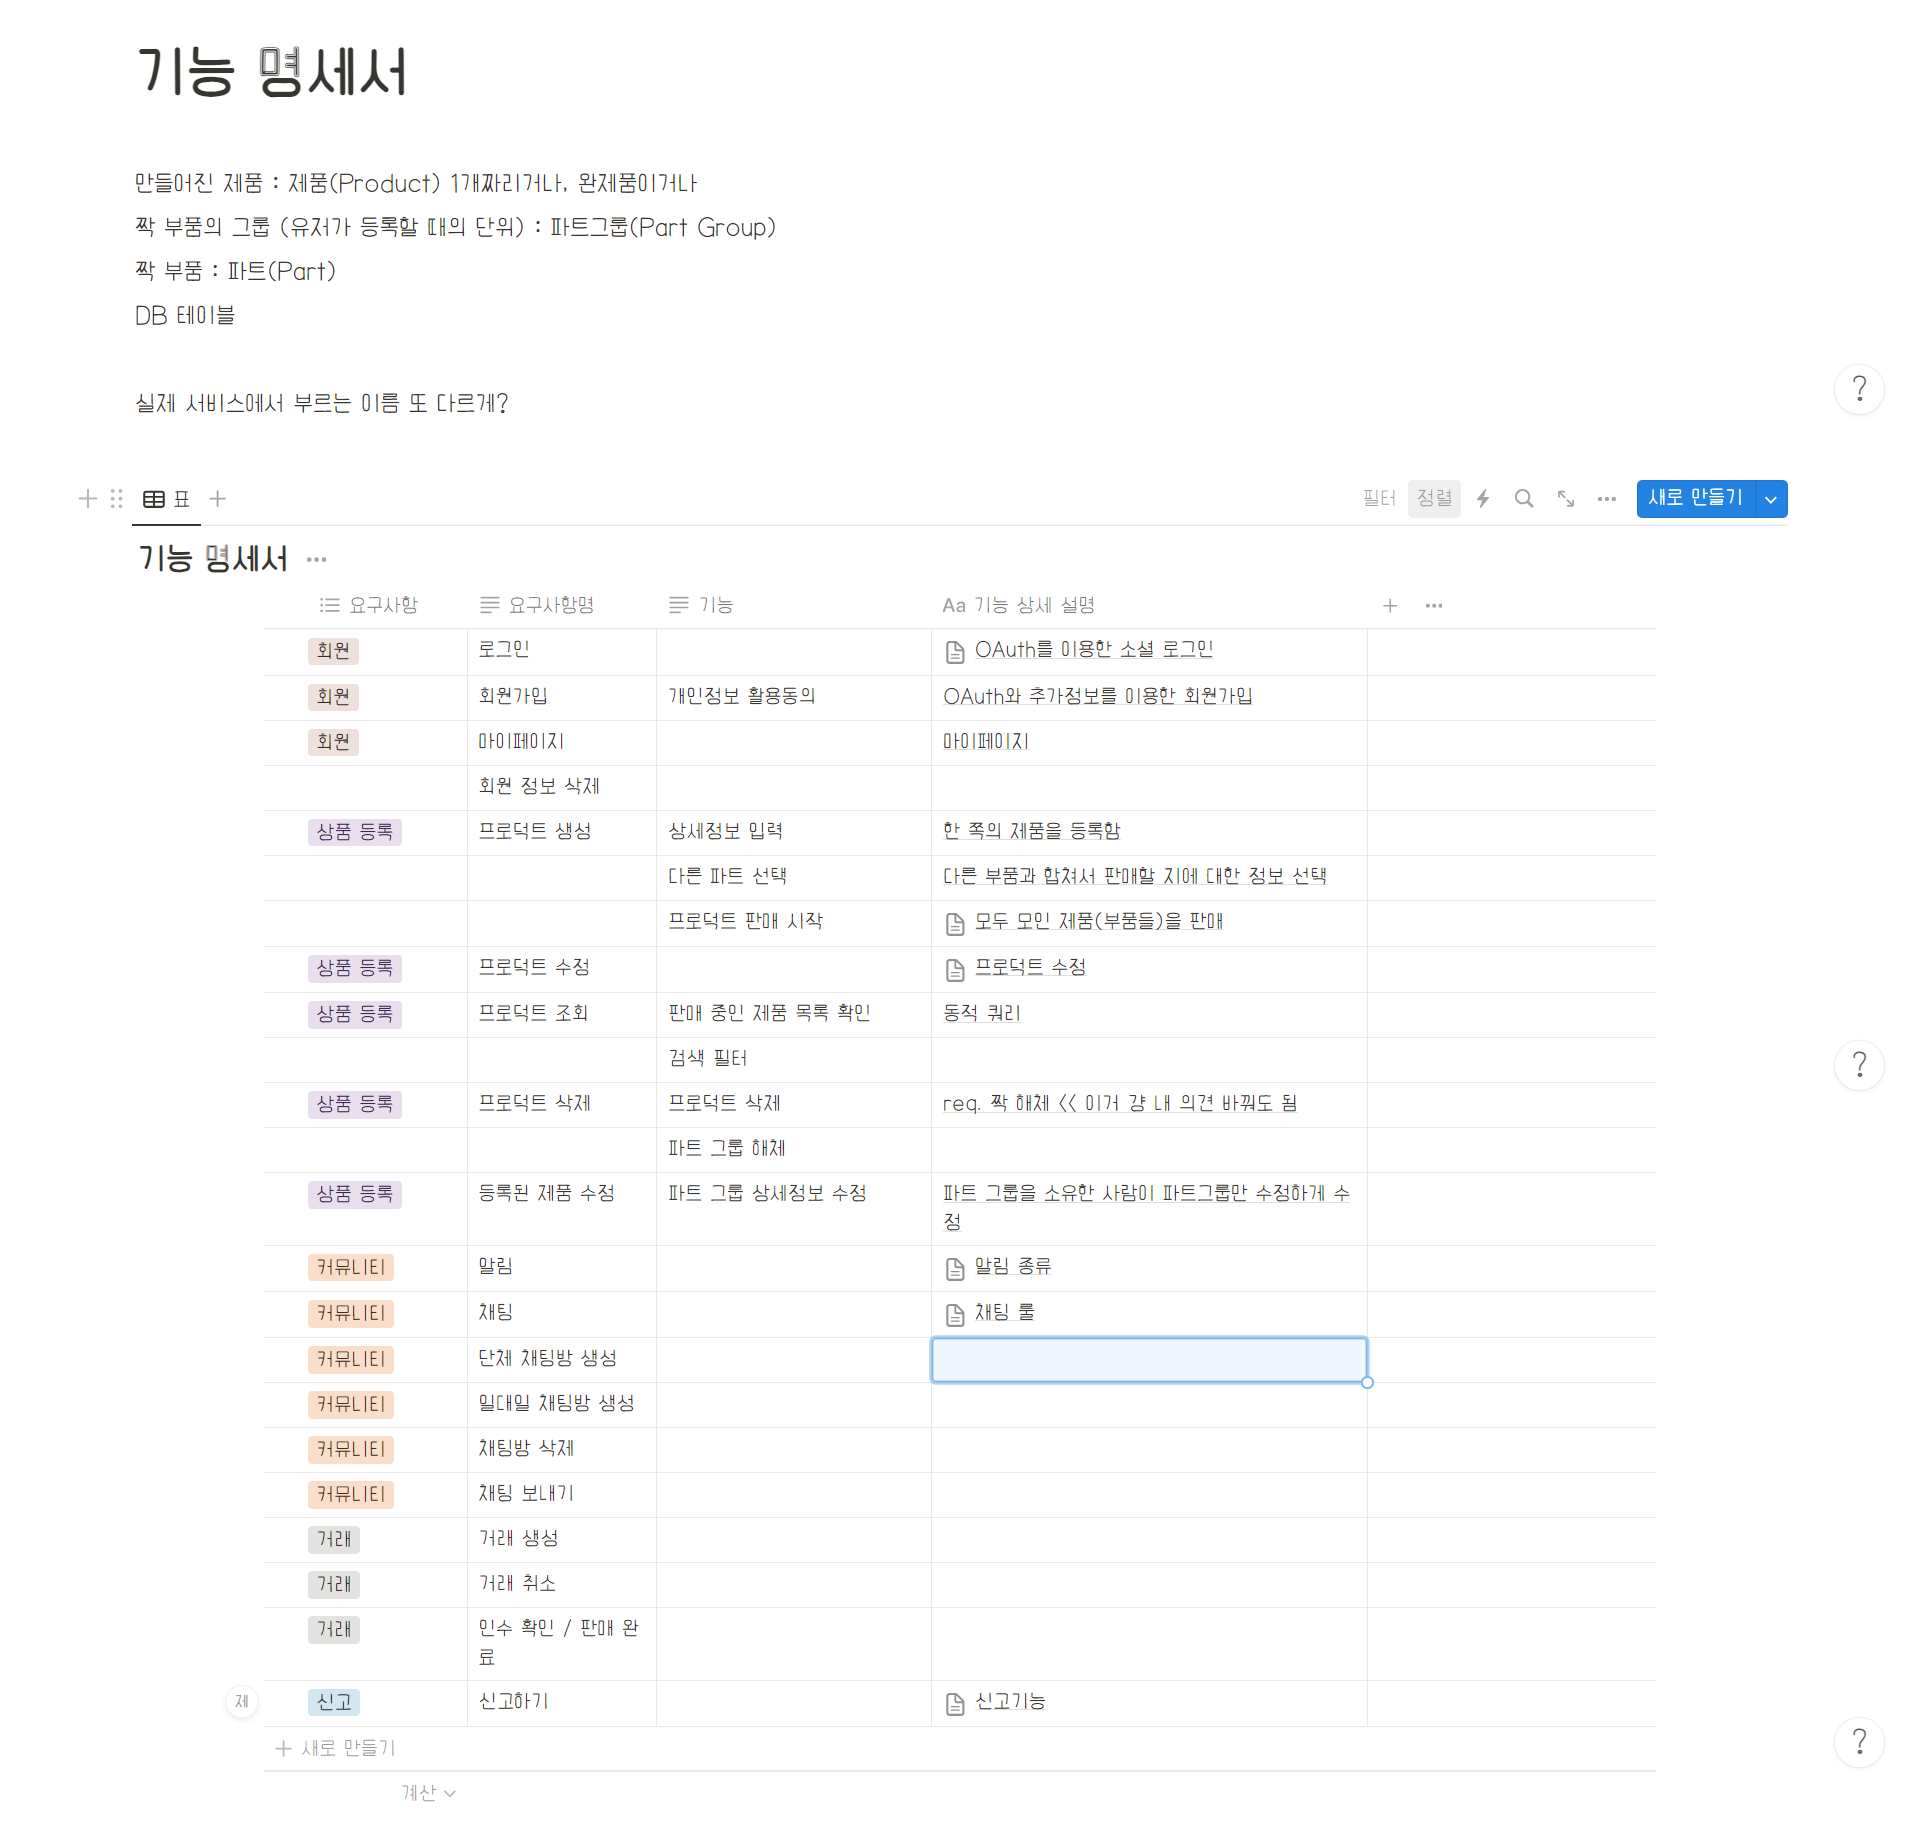 기능 명세서
만들어진 제품 : 제품(Product) 1개짜리거나, 완제품이거나
짝 부품의 그룹 (유저가 등록할 때의 단위) : 파트그룹(Part Group)
짝 부품 : 파트(Part)
DB 테이블
실제 서비스에서 부르는 이름 또 다르게?
?
표
필터 정렬 새로 만들기
기능 명세서
요구사항 요구사항명 기능 Aa 기능 상세 설명
회원 로그인 OAuth를 이용한 소셜 로그인
회원 회원가입 개인정보 활용동의 OAuth와 추가정보를 이용한 회원가입
회원 마이페이지 마이페이지
회원 정보 삭제
상품 등록 프로덕트 생성 상세정보 입력 한 쪽의 제품을 등록함
다른 파트 선택 다른 부품과 합쳐서 판매할 지에 대한 정보 선택
프로덕트 판매 시작 모두 모인 제품(부품들)을 판매
상품 등록 프로덕트 수정 프로덕트 수정
상품 등록 프로덕트 조회 판매 중인 제품 목록 확인 동적 쿼리
검색 필터
?
상품 등록 프로덕트 삭제 프로덕트 삭제 req. 짝 해체 << 이거 걍 내 의견 바꿔도 됨
파트 그룹 해체
상품 등록 등록된 제품 수정 파트 그룹 상세정보 수정 파트 그룹을 소유한 사람이 파트그룹만 수정하게 수
정
커뮤니티 알림 알림 종류
커뮤니티 채팅 채팅 룰
커뮤니티 단체 채팅방 생성
커뮤니티 일대일 채팅방 생성
커뮤니티 채팅방 삭제
커뮤니티 채팅 보내기
거래 거래 생성
거래 거래 취소
거래 인수 확인 / 판매 완
료
제 신고 신고하기 신고기능
새로 만들기
?
계산